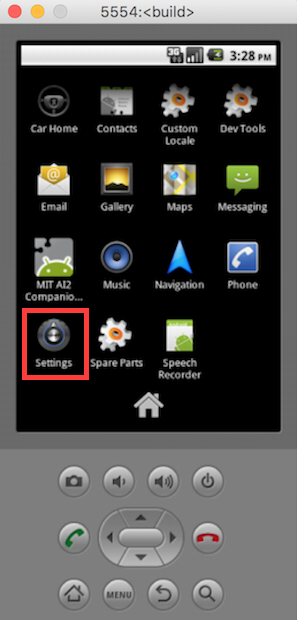 5554:<build>
3G 3:28 PM
Car Home Contacts Custom Locale Dev Tools
Email Gallery Maps Messaging
MIT AI2 Companio... Music Navigation Phone
Settings Spare Parts Speech Recorder
MENU